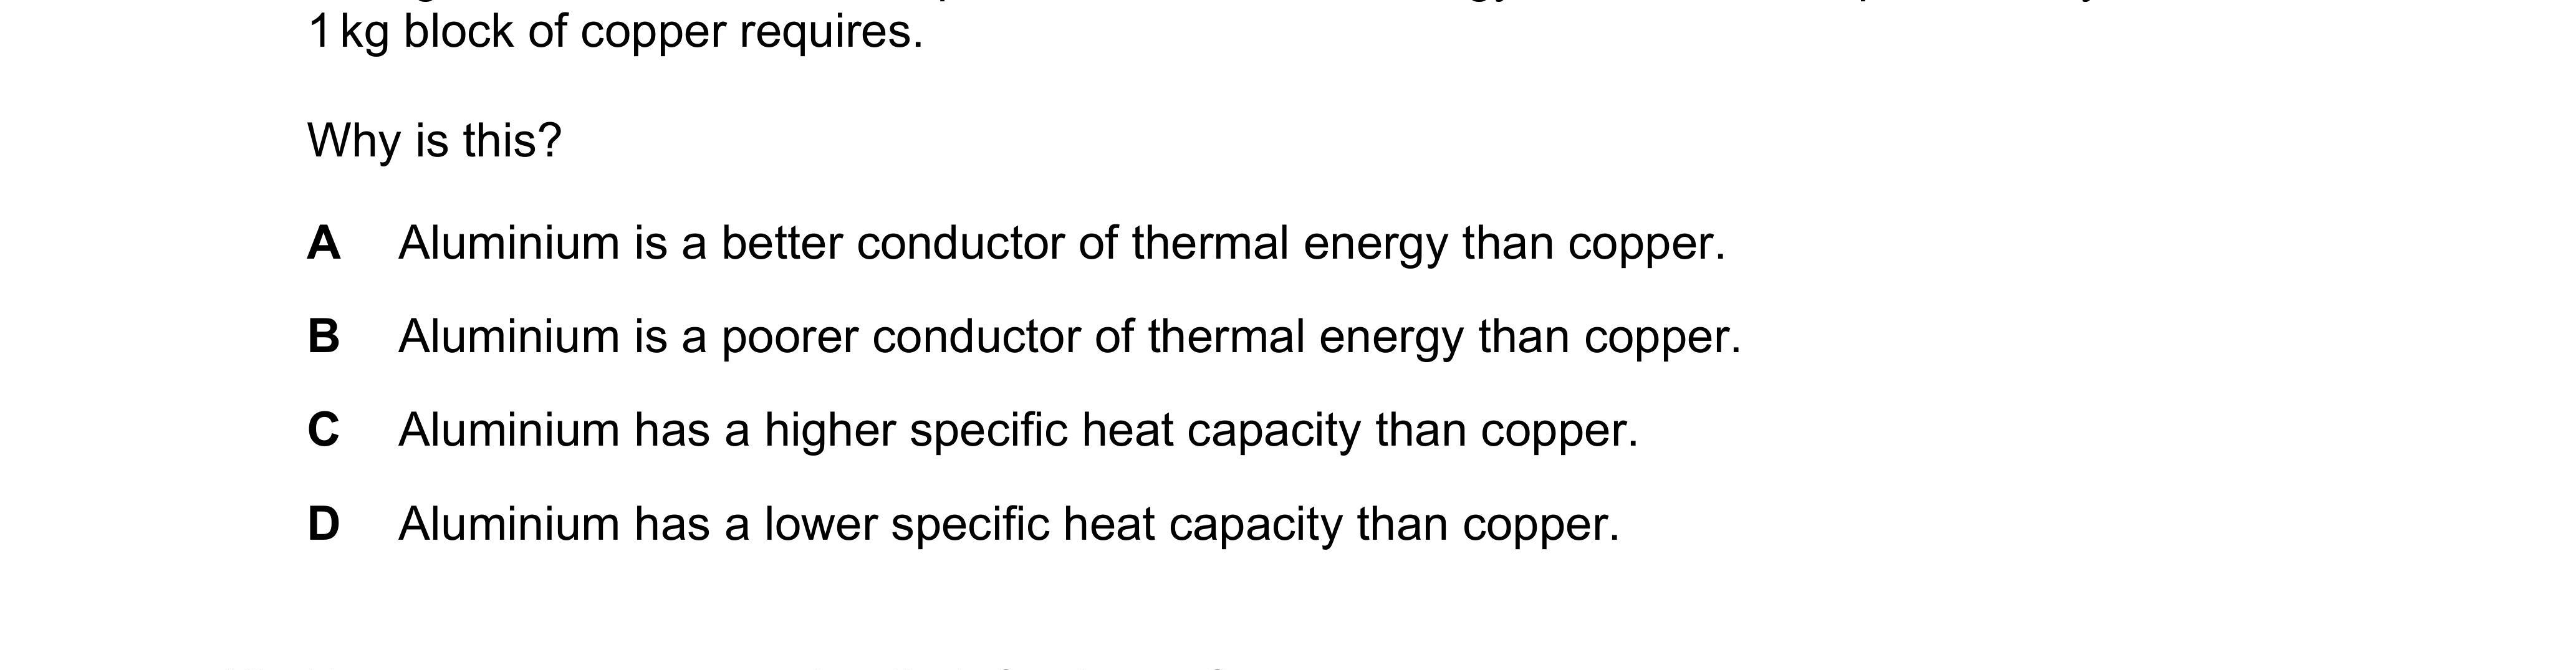 1 kg block of copper requires.
Why is this?
A Aluminium is a better conductor of thermal energy than copper.
B Aluminium is a poorer conductor of thermal energy than copper.
C Aluminium has a higher specific heat capacity than copper.
D Aluminium has a lower specific heat capacity than copper.